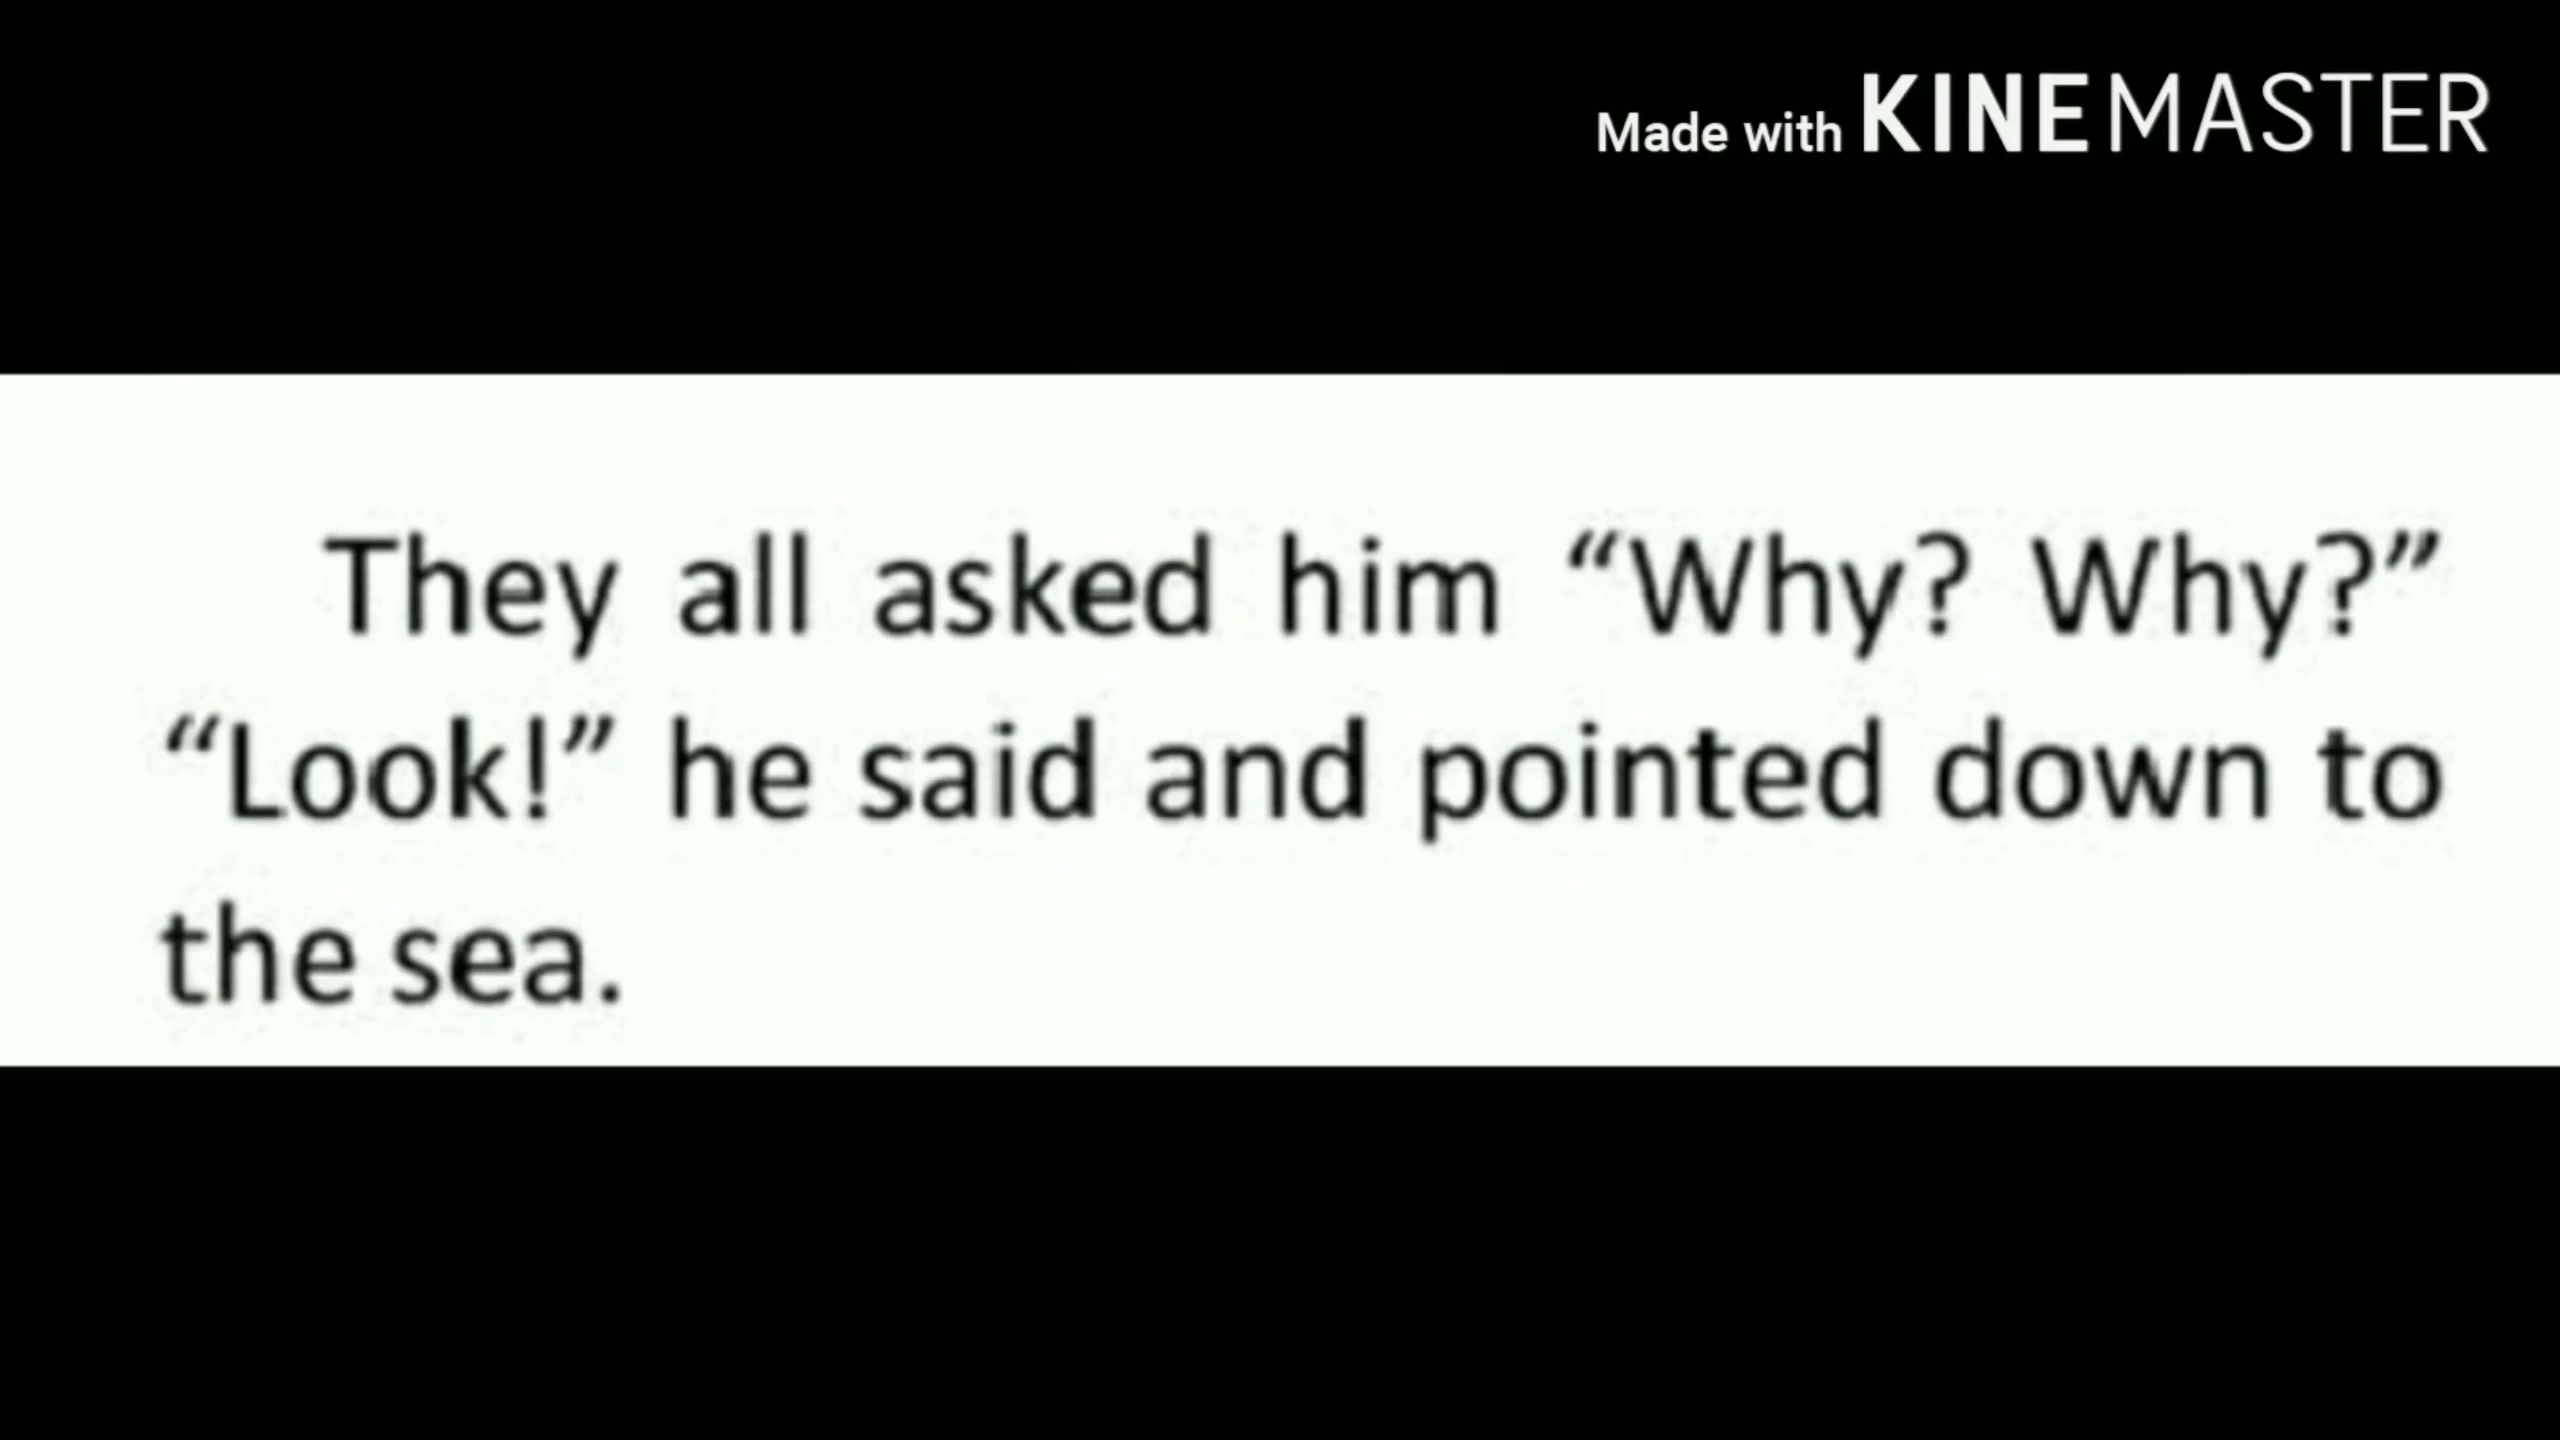 Made with KINEMASTER
They all asked him “Why? Why?”
“Look!” he said and pointed down to
the sea.